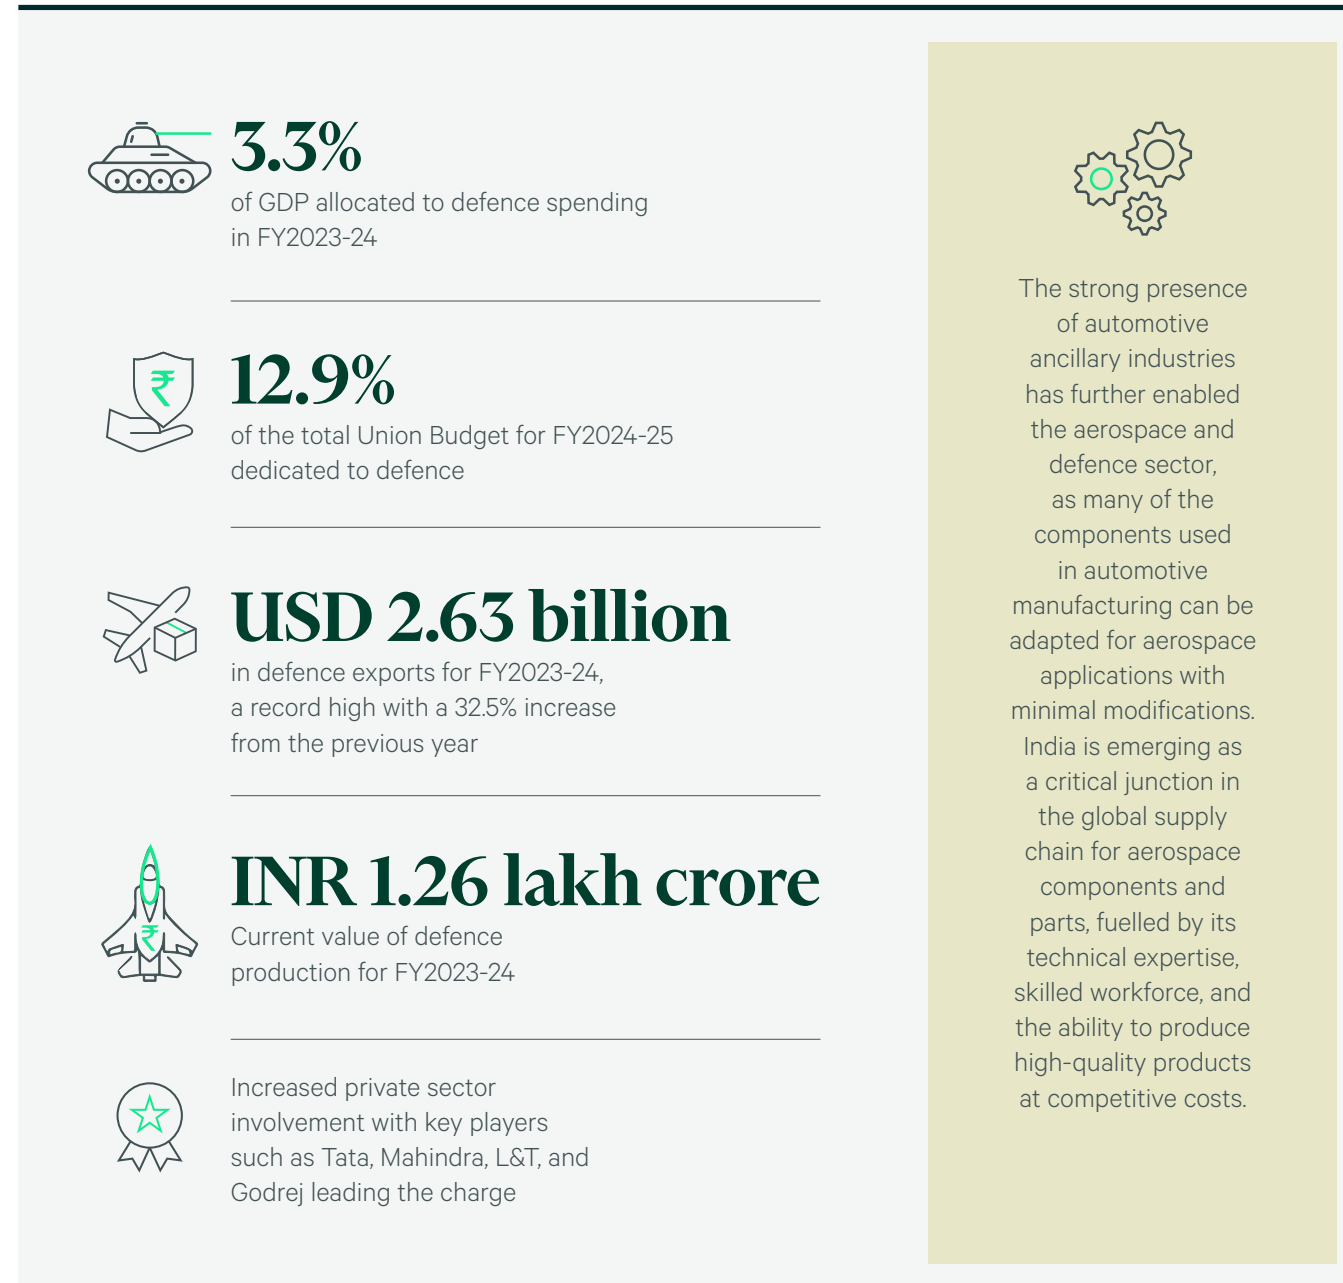 3.3%
of GDP allocated to defence spending
in FY2023-24
₹
12.9%
of the total Union Budget for FY2024-25
dedicated to defence
USD 2.63 billion
in defence exports for FY2023-24,
a record high with a 32.5% increase
from the previous year
₹
INR 1.26 lakh crore
Current value of defence
production for FY2023-24
Increased private sector
involvement with key players
such as Tata, Mahindra, L&T, and
Godrej leading the charge
The strong presence
of automotive
ancillary industries
has further enabled
the aerospace and
defence sector,
as many of the
components used
in automotive
manufacturing can be
adapted for aerospace
applications with
minimal modifications.
India is emerging as
a critical junction in
the global supply
chain for aerospace
components and
parts, fuelled by its
technical expertise,
skilled workforce, and
the ability to produce
high-quality products
at competitive costs.